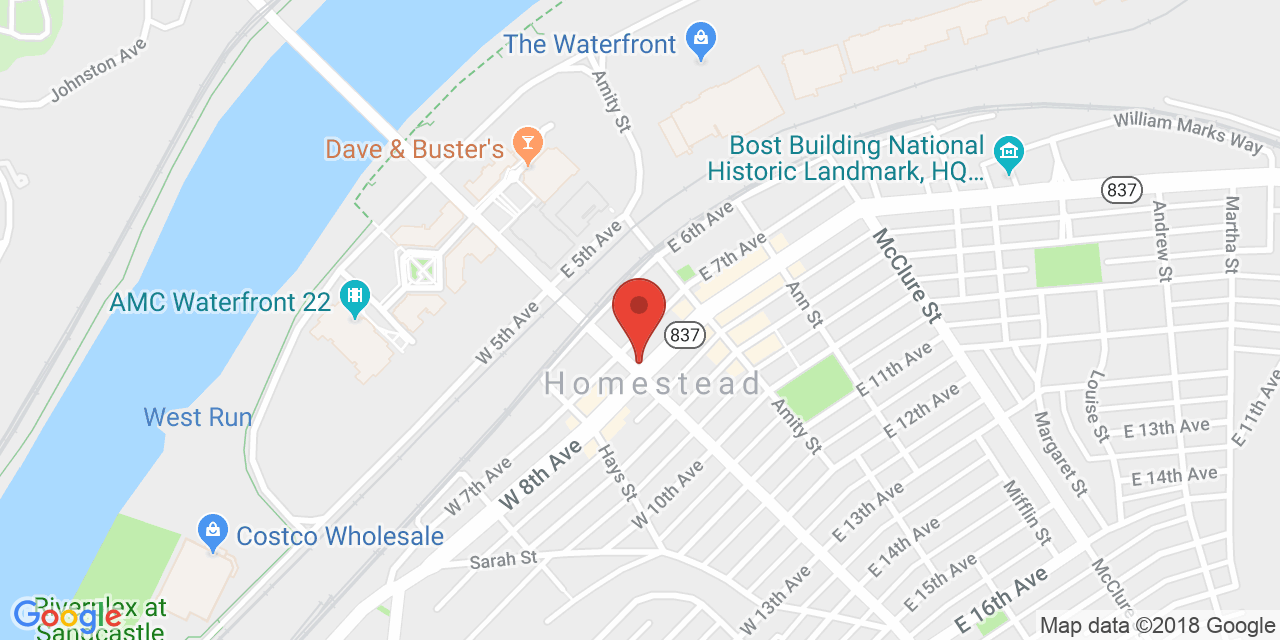 Johnston Ave
The Waterfront
Amity St
Dave & Buster's
Bost Building National
Historic Landmark, HQ...
William Marks Way
837
E 6th Ave
E 5th Ave
E 7th Ave
McClure St
Andrew St
Martha St
AMC Waterfront 22
W 5th Ave
Ann St
837
Homestead
E 11th Ave
E 12th Ave
Louise St
E 11th Ave
West Run
Amity St
Margaret St
E 13th Ave
E 14th Ave
W 7th Ave
W 8th Ave
Hays St
W 10th Ave
E 13th Ave
Mifflin St
Costco Wholesale
Sarah St
E 14th Ave
E 15th Ave
E 16th Ave
McClure
W 13th Ave
Riverplex at
Sandcastle
Google
Map data ©2018 Google